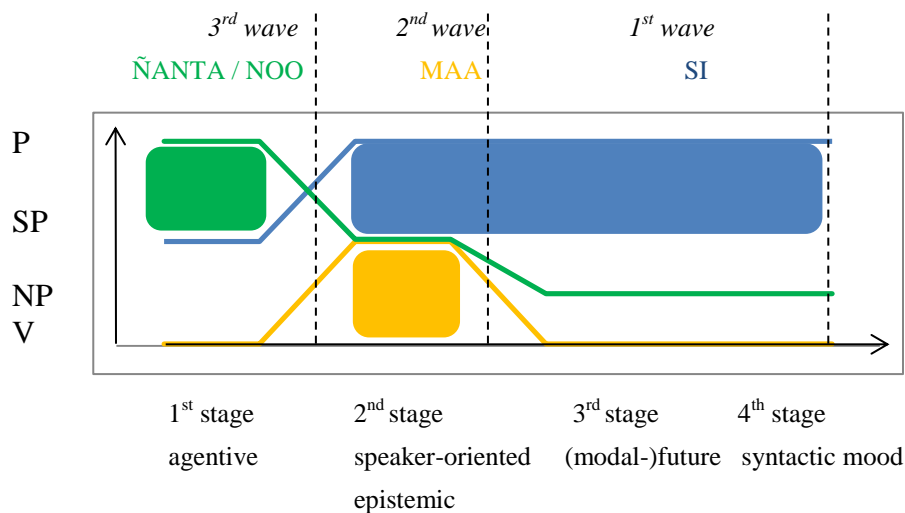 3rd wave 2nd wave 1st wave
ÑANTA / NOO MAA SI
P
SP
NP
V
1st stage 2nd stage 3rd stage 4th stage
agentive speaker-oriented (modal-)future syntactic mood
epistemic